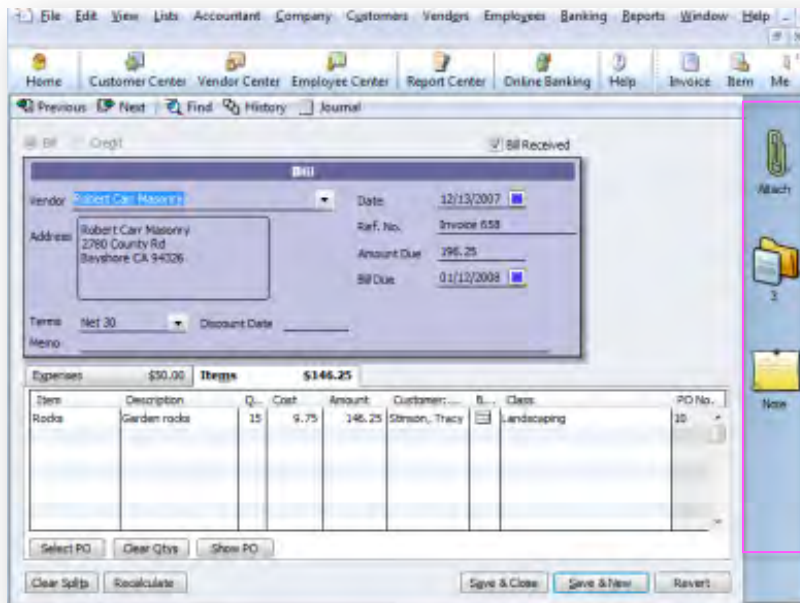 File Edit View Lists Accountant Company Customers Vendors Employees Banking Reports Window Help
Home Customer Center Vendor Center Employee Center Report Center Online Banking Help Invoice Item Me
Previous Next Find History Journal
Bill Credit Bill Received
Bill
Vendor Robert Carr Masonry Date 12/13/2007
Address Robert Carr Masonry Ref. No. Invoice 658
2780 County Rd
Bayshore CA 94326 Amount Due 196.25
Bill Due 01/12/2008
Terms Net 30 Discount Date
Memo
Expenses $50.00 Items $146.25
Item Description Q... Cost Amount Customer:... B... Class PO No.
Rocks Garden rocks 15 9.75 146.25 Stinson, Tracy Landscaping 10
Select PO Clear Qtys Show PO
Clear Splits Recalculate Save & Close Save & New Revert
Attach
3
Note